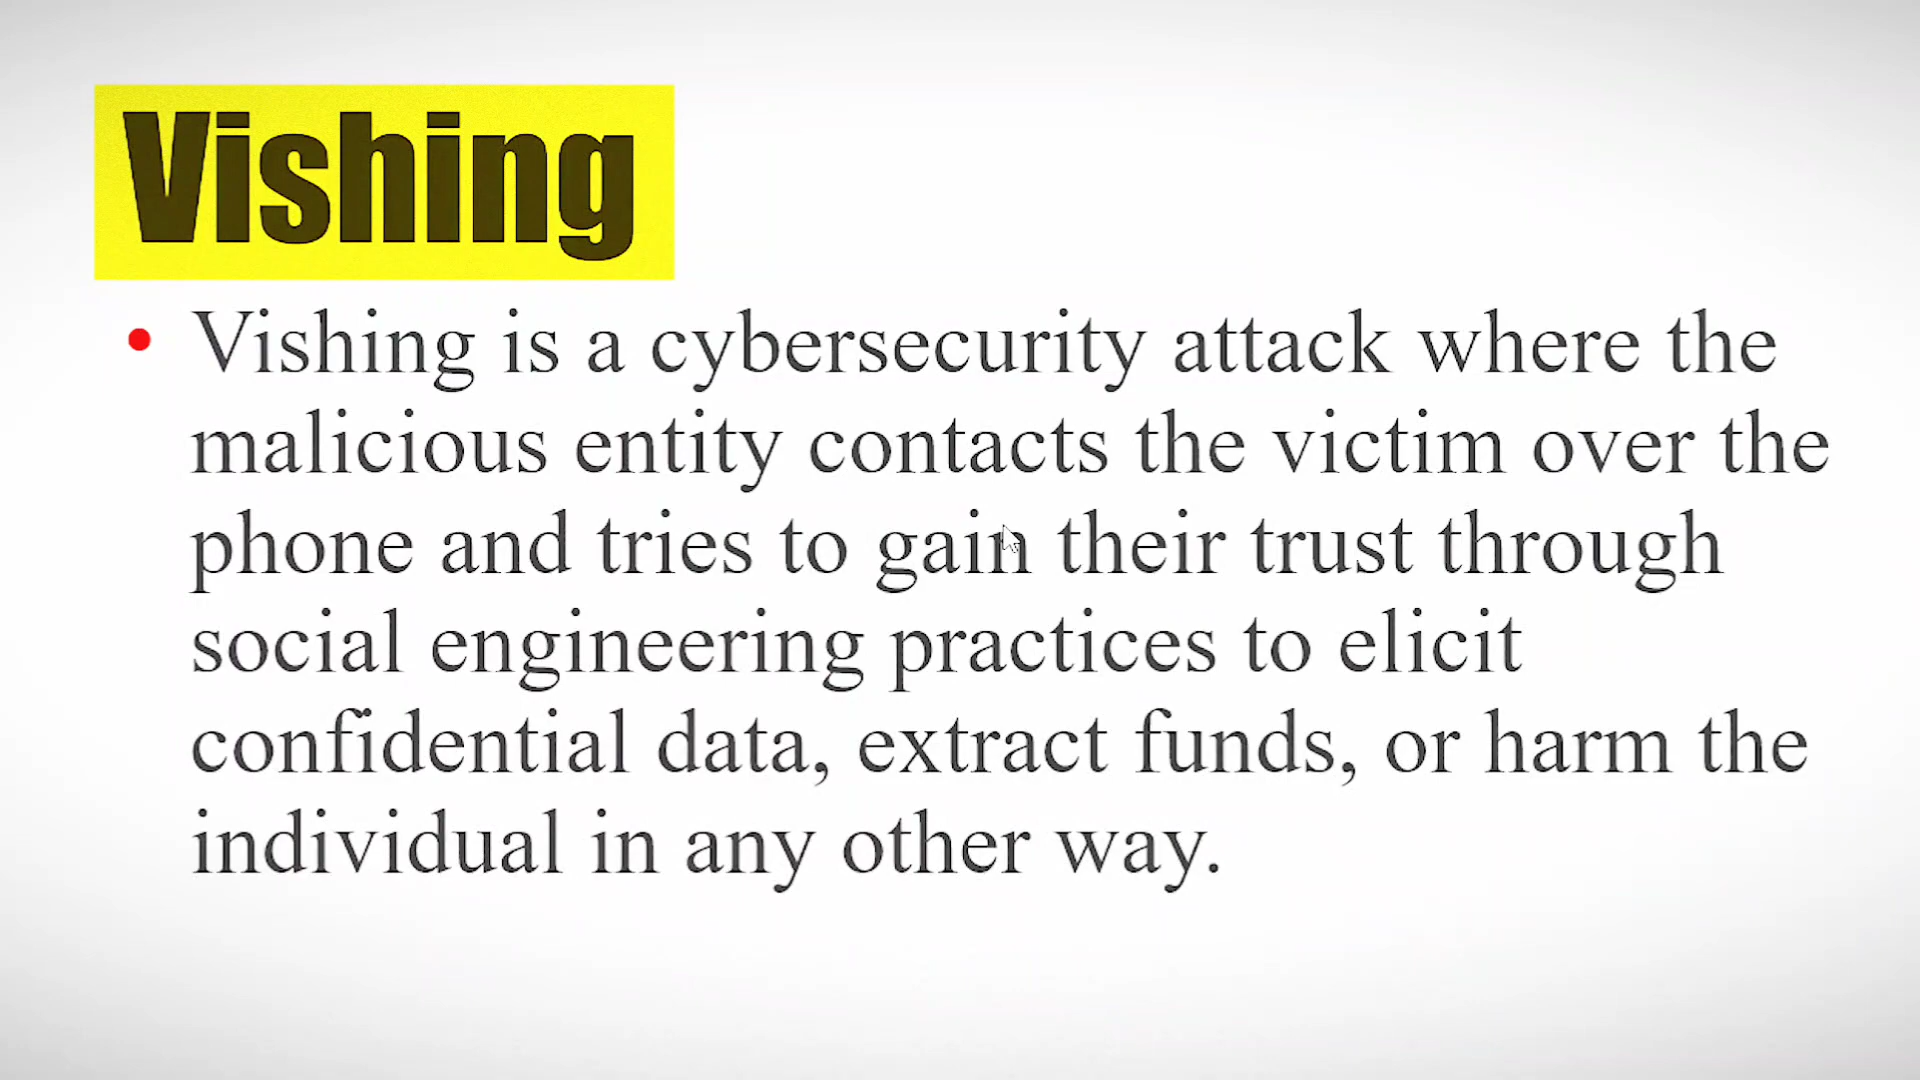 Vishing
• Vishing is a cybersecurity attack where the
malicious entity contacts the victim over the
phone and tries to gain their trust through
social engineering practices to elicit
confidential data, extract funds, or harm the
individual in any other way.